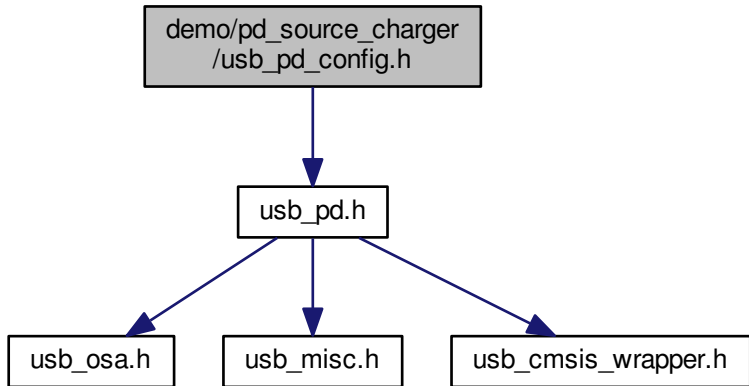 demo/pd_source_charger
/usb_pd_config.h
usb_pd.h
usb_osa.h
usb_misc.h
usb_cmsis_wrapper.h